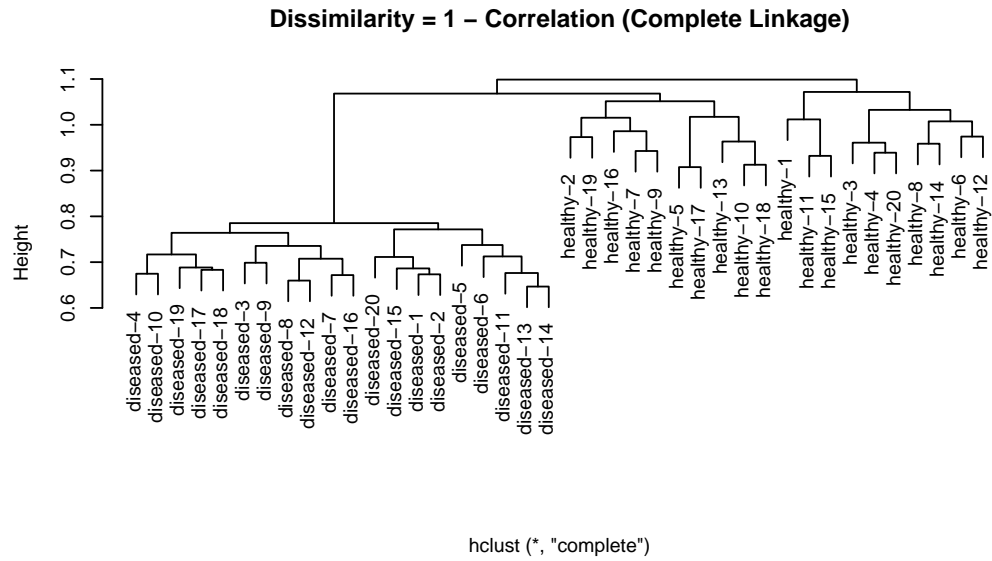 Dissimilarity = 1 − Correlation (Complete Linkage)
Height
1.1
1.0
0.9
0.8
0.7
0.6
diseased−4
diseased−10
diseased−19
diseased−17
diseased−18
diseased−3
diseased−9
diseased−8
diseased−12
diseased−7
diseased−16
diseased−20
diseased−15
diseased−1
diseased−2
diseased−5
diseased−6
diseased−11
diseased−13
diseased−14
healthy−2
healthy−19
healthy−16
healthy−7
healthy−9
healthy−5
healthy−17
healthy−13
healthy−10
healthy−18
healthy−1
healthy−11
healthy−15
healthy−3
healthy−4
healthy−20
healthy−8
healthy−14
healthy−6
healthy−12
hclust (*, "complete")